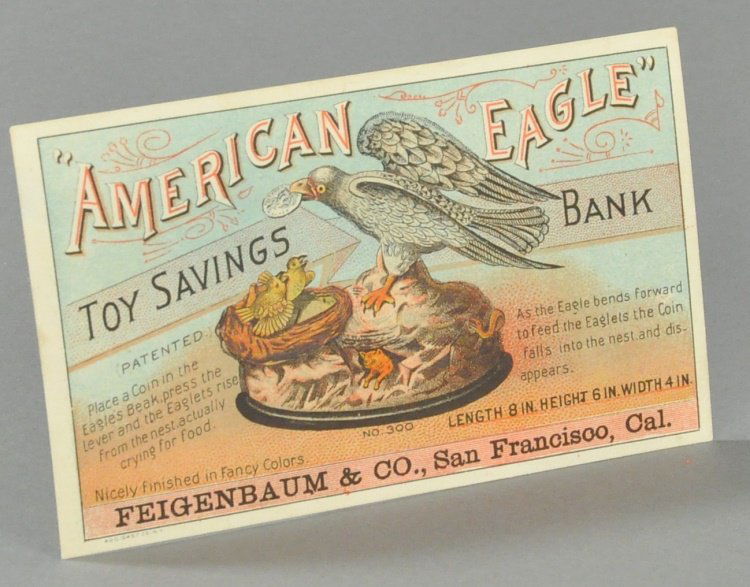 "AMERICAN EAGLE"
TOY SAVINGS BANK
PATENTED
Place a Coin in the
Eagles Beak, press the
lever and the Eaglets rise
from the nest, actually
crying for food.
As the Eagle bends forward
to feed the Eaglets the Coin
falls into the nest and dis-
appears.
NO. 300
LENGTH 8 IN. HEIGHT 6 IN. WIDTH 4 IN.
Nicely finished in Fancy Colors.
FEIGENBAUM & CO., San Francisco, Cal.